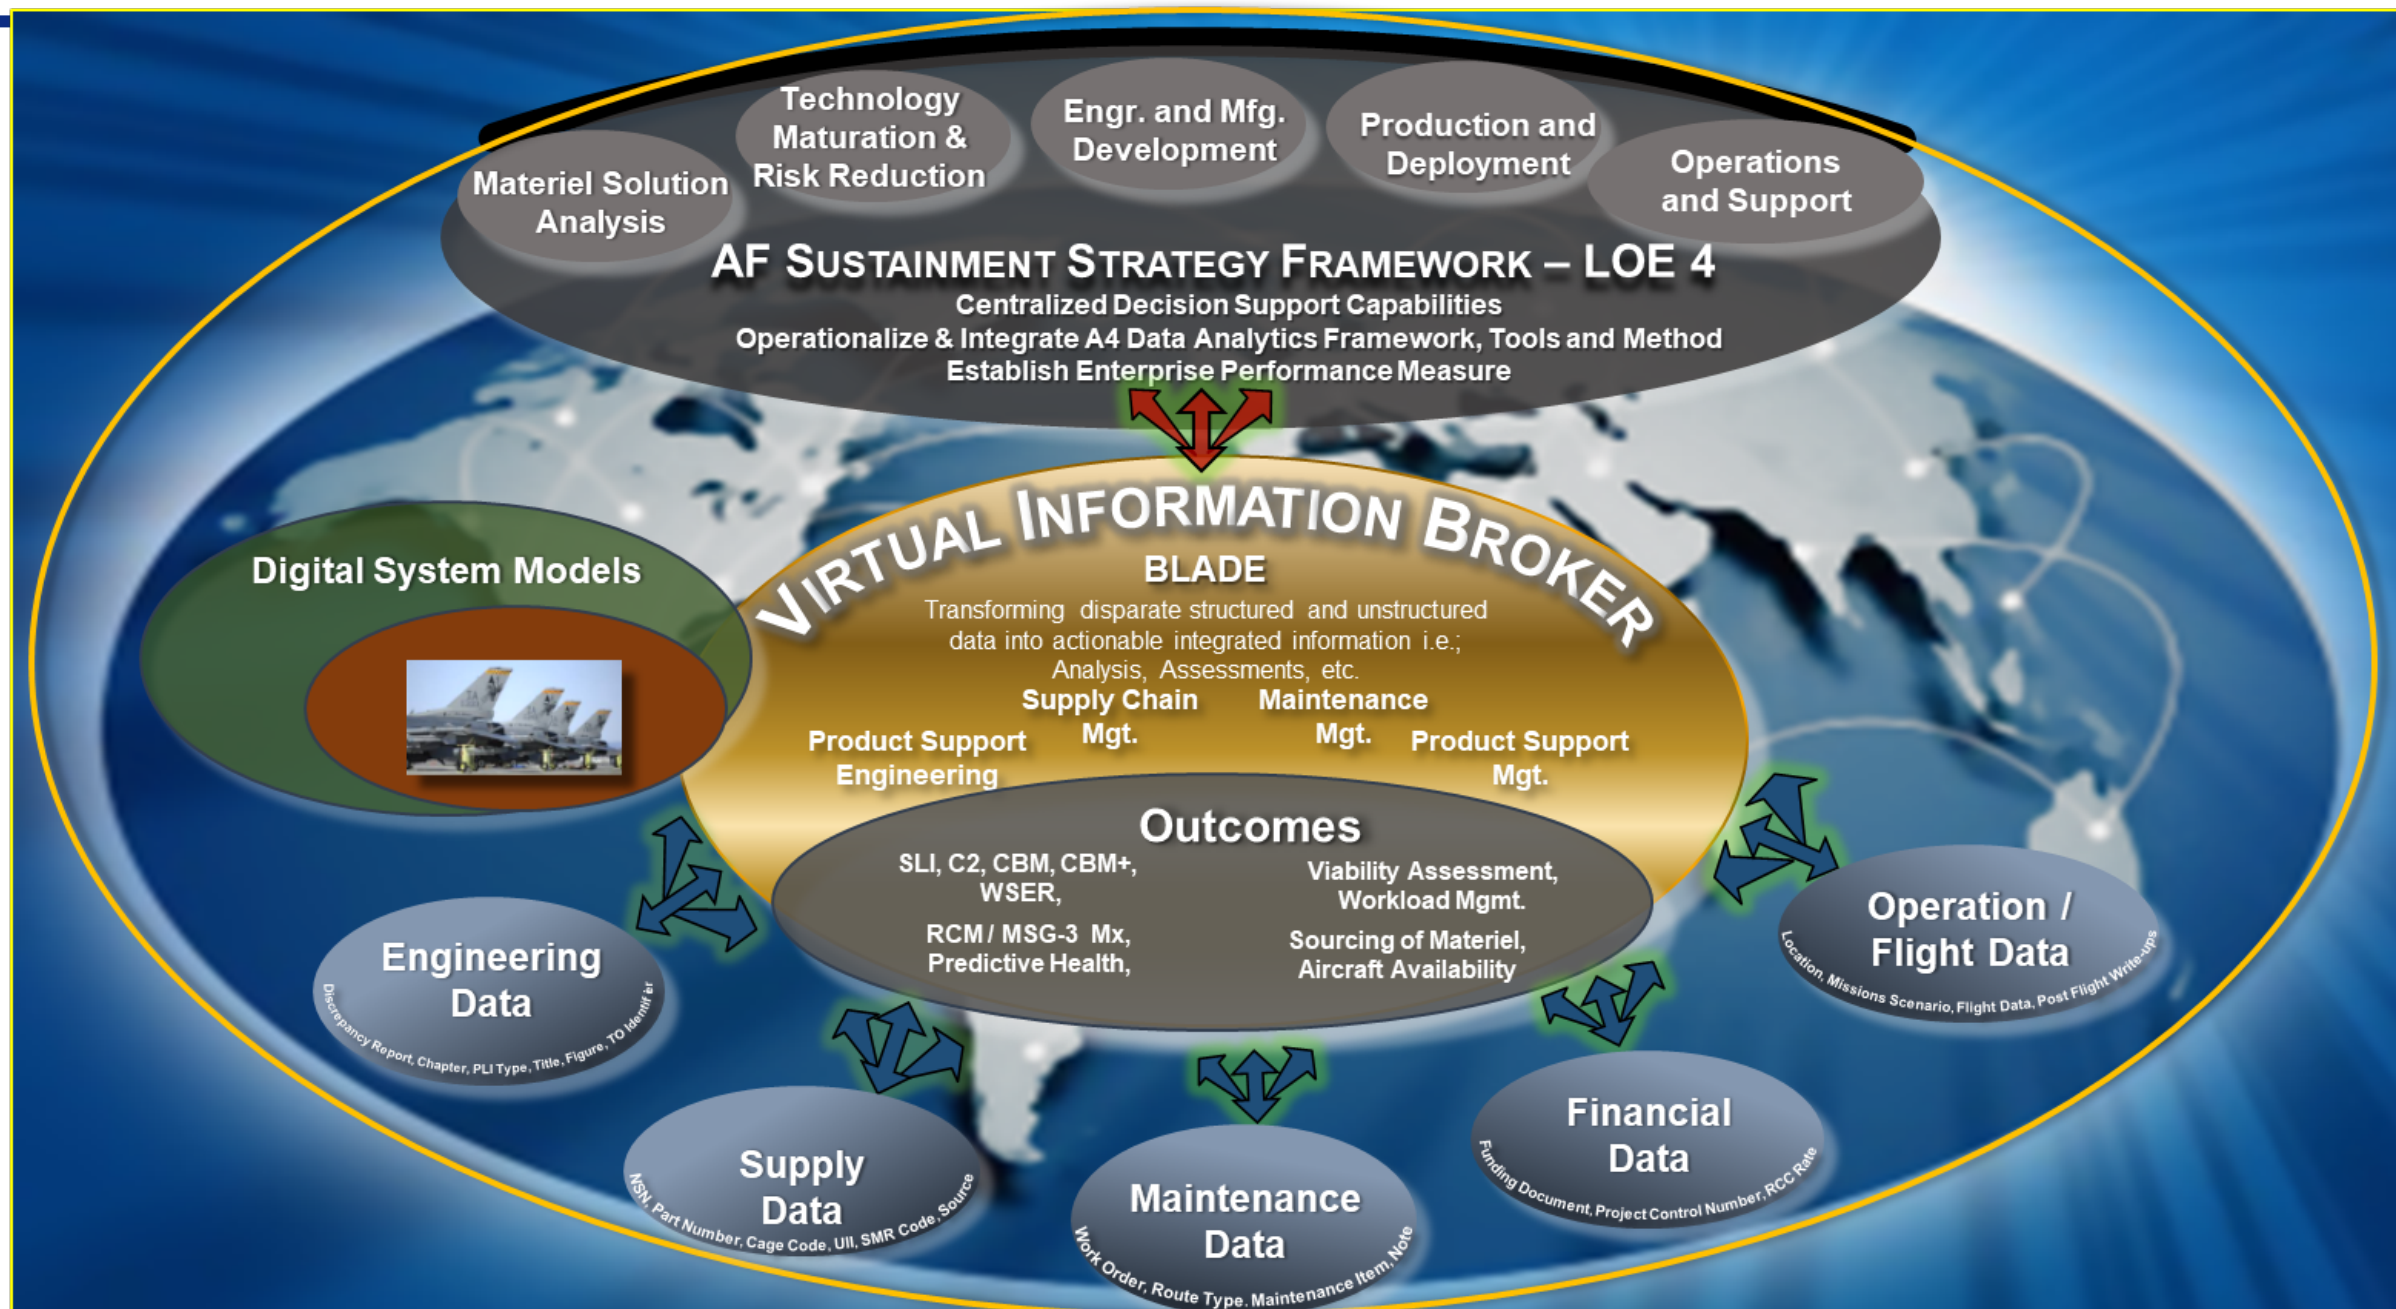 Technology
Maturation &
Risk Reduction
Engr. and Mfg.
Development
Production and
Deployment
Materiel Solution
Analysis
Operations
and Support
AF SUSTAINMENT STRATEGY FRAMEWORK – LOE 4
Centralized Decision Support Capabilities
Operationalize & Integrate A4 Data Analytics Framework, Tools and Method
Establish Enterprise Performance Measure
VIRTUAL INFORMATION BROKER
BLADE
Transforming disparate structured and unstructured
data into actionable integrated information i.e.;
Analysis, Assessments, etc.
Supply Chain
Mgt.
Maintenance
Mgt.
Product Support
Engineering
Product Support
Mgt.
Digital System Models
Outcomes
SLI, C2, CBM, CBM+,
WSER,
RCM / MSG-3 Mx,
Predictive Health,
Viability Assessment,
Workload Mgmt.
Sourcing of Materiel,
Aircraft Availability
Engineering
Data
Discrepancy Report, Chapter, PLI Type, Title, Figure, TO Identifier
Supply
Data
NSN, Part Number, Cage Code, UII, SMR Code, Source
Maintenance
Data
Work Order, Route Type. Maintenance Item, Note
Financial
Data
Funding Document, Project Control Number, RCC Rate
Operation /
Flight Data
Location, Missions Scenario, Flight Data, Post Flight Write-ups